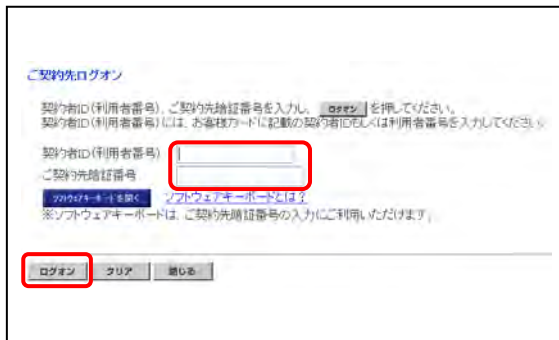 ご契約先ログオン
契約者ID(利用者番号)、ご契約先暗証番号を入力し、 ログオン を押してください。
契約者ID(利用者番号)には、お客様カードに記載の契約者IDもしくは利用者番号を入力してください。
契約者ID(利用者番号)
ご契約先暗証番号
ソフトウェアキーボードを開く ソフトウェアキーボードとは?
※ソフトウェアキーボードは、ご契約先暗証番号の入力にご利用いただけます。
ログオン クリア 閉じる